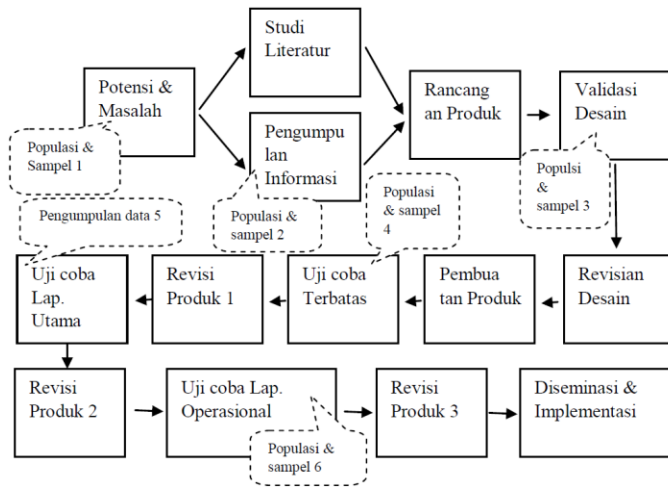 Studi
Literatur
Potensi &
Masalah
Rancang
an Produk
Validasi
Desain
Pengumpu
lan
Informasi
Populasi &
Sampel 1
Populasi &
sampel 2
Populasi
& sampel
4
Populsi
&
sampel 3
Pengumpulan data 5
Uji coba
Lap.
Utama
Revisi
Produk 1
Uji coba
Terbatas
Pembua
tan Produk
Revisian
Desain
Revisi
Produk 2
Uji coba Lap.
Operasional
Revisi
Produk 3
Diseminasi &
Implementasi
Populasi &
sampel 6